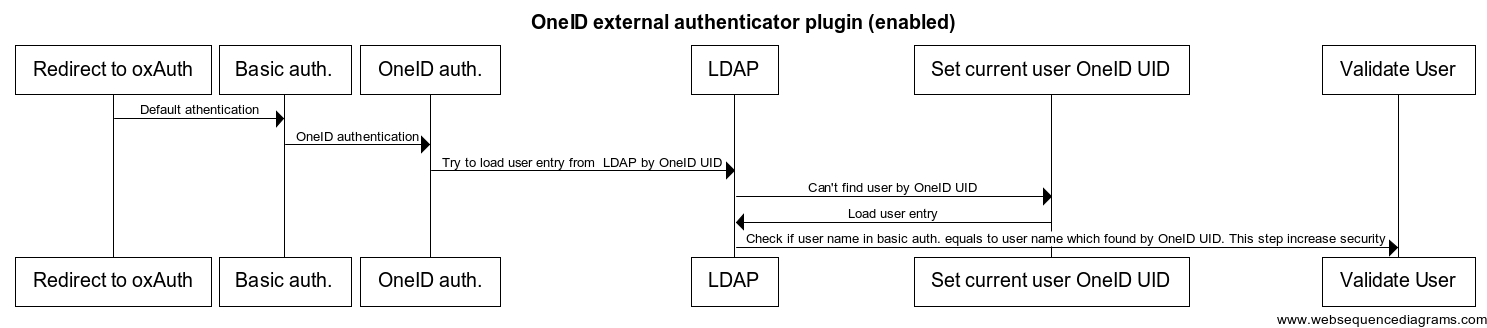 OneID external authenticator plugin (enabled)
Redirect to oxAuth
Basic auth.
OneID auth.
LDAP
Set current user OneID UID
Validate User
Default athentication
OneID authentication
Try to load user entry from  LDAP by OneID UID
Can't find user by OneID UID
Load user entry
Check if user name in basic auth. equals to user name which found by OneID UID. This step increase security
Redirect to oxAuth
Basic auth.
OneID auth.
LDAP
Set current user OneID UID
Validate User
www.websequencediagrams.com